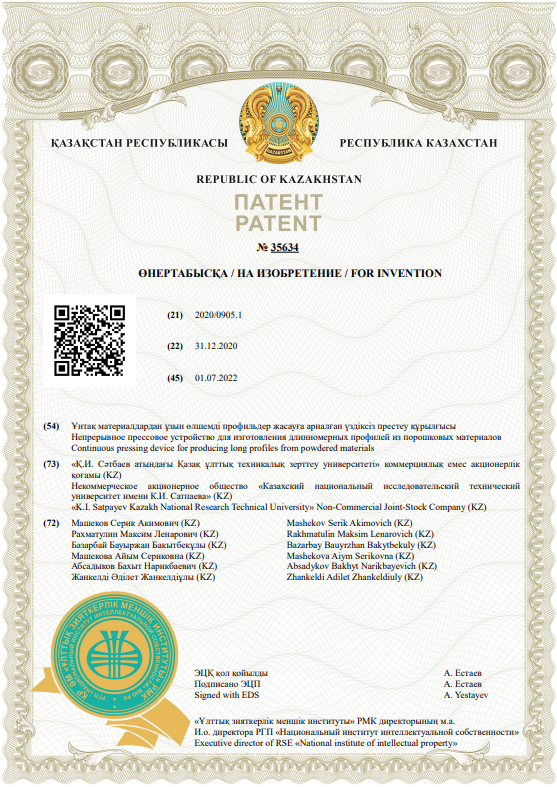 ҚАЗАҚСТАН РЕСПУБЛИКАСЫ
РЕСПУБЛИКА КАЗАХСТАН
REPUBLIC OF KAZAKHSTAN
ПАТЕНТ
PATENT
№ 35634
ӨНЕРТАБЫСҚА / НА ИЗОБРЕТЕНИЕ / FOR INVENTION
(21) 2020/0905.1
(22) 31.12.2020
(45) 01.07.2022
(54) Ұнтақ материалдардан ұзын өлшемді профильдер жасауға арналған үздіксіз престеу құрылғысы
Непрерывное прессовое устройство для изготовления длинномерных профилей из порошковых материалов
Continuous pressing device for producing long profiles from powdered materials
(73) «Қ.И. Сәтбаев атындағы Қазақ ұлттық техникалық зерттеу университеті» коммерциялық емес акционерлік
қоғамы (KZ)
Некоммерческое акционерное общество «Казахский национальный исследовательский технический
университет имени К.И. Сатпаева» (KZ)
«K.I. Satpayev Kazakh National Research Technical University» Non-Commercial Joint-Stock Company (KZ)
(72) Машеков Серик Акимович (KZ) Mashekov Serik Akimovich (KZ)
Рахматулин Максим Ленарович (KZ) Rakhmatulin Maksim Lenarovich (KZ)
Базарбай Бауыржан Бакытбекұлы (KZ) Bazarbay Bauyrzhan Bakytbekuly (KZ)
Машекова Айым Сериковна (KZ) Mashekova Aiym Serikovna (KZ)
Абсадыков Бахыт Нарикбаевич (KZ) Absadykov Bakhyt Narikbayevich (KZ)
Жанкелді Әділет Жанкелдіұлы (KZ) Zhankeldi Adilet Zhankeldiuly (KZ)
ЭЦҚ қол қойылды А. Естаев
Подписано ЭЦП А. Естаев
Signed with EDS A. Yestayev
«Ұлттық зияткерлік меншік институты» РМК директорының м.а.
И.о. директора РГП «Национальный институт интеллектуальной собственности»
Executive director of RSE «National institute of intellectual property»